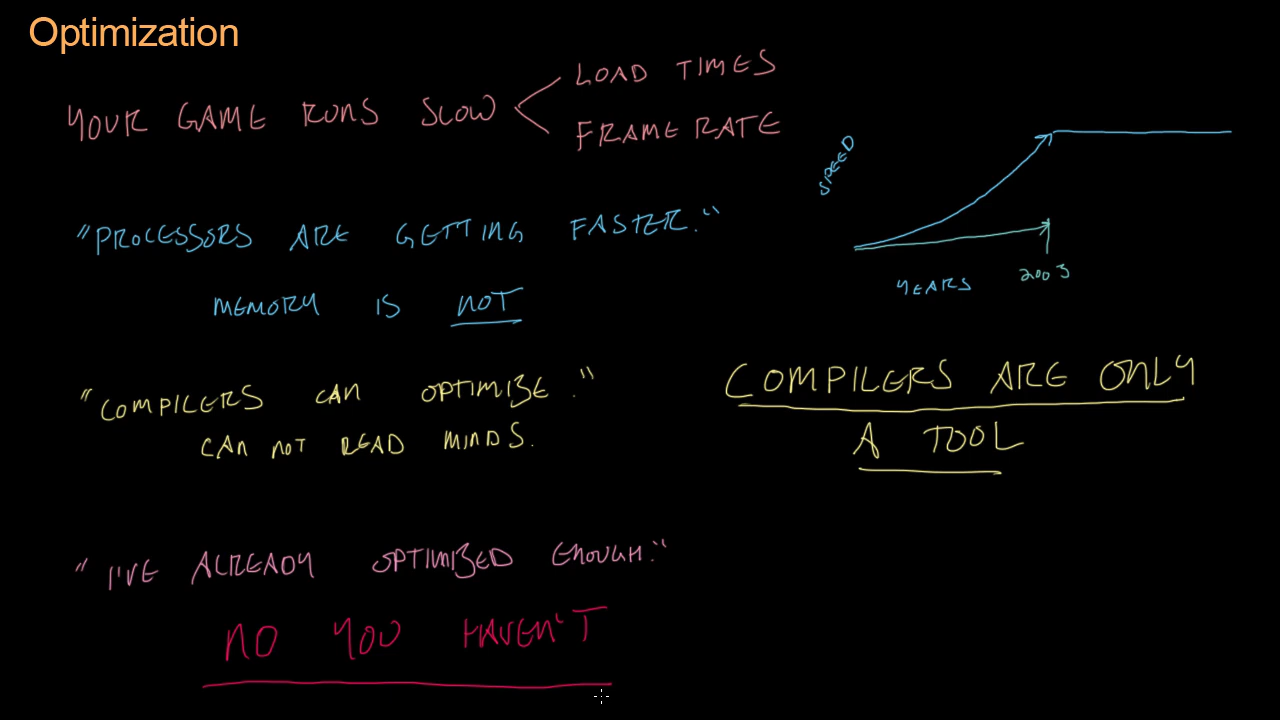 Optimization
YOUR GAME RUNS SLOW
LOAD TIMES
FRAME RATE
"PROCESSORS ARE GETTING FASTER."
MEMORY IS NOT
SPEED
YEARS
2003
"COMPILERS CAN OPTIMIZE."
CAN NOT READ MINDS.
COMPILERS ARE ONLY
A TOOL
"I'VE ALREADY OPTIMIZED ENOUGH."
NO YOU HAVEN'T